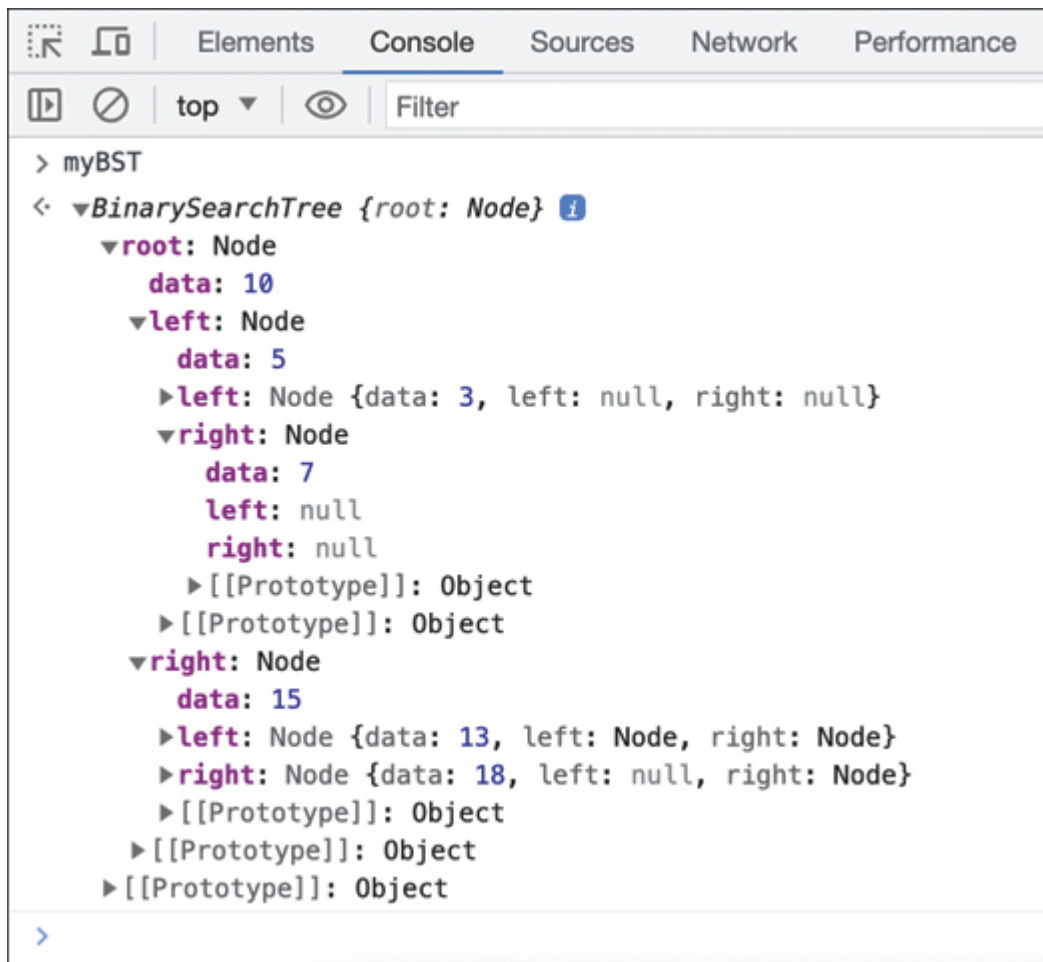 Elements Console Sources Network Performance
top Filter
> myBST
BinarySearchTree {root: Node} i
root: Node
data: 10
left: Node
data: 5
left: Node {data: 3, left: null, right: null}
right: Node
data: 7
left: null
right: null
[[Prototype]]: Object
[[Prototype]]: Object
right: Node
data: 15
left: Node {data: 13, left: Node, right: Node}
right: Node {data: 18, left: null, right: Node}
[[Prototype]]: Object
[[Prototype]]: Object
[[Prototype]]: Object
>